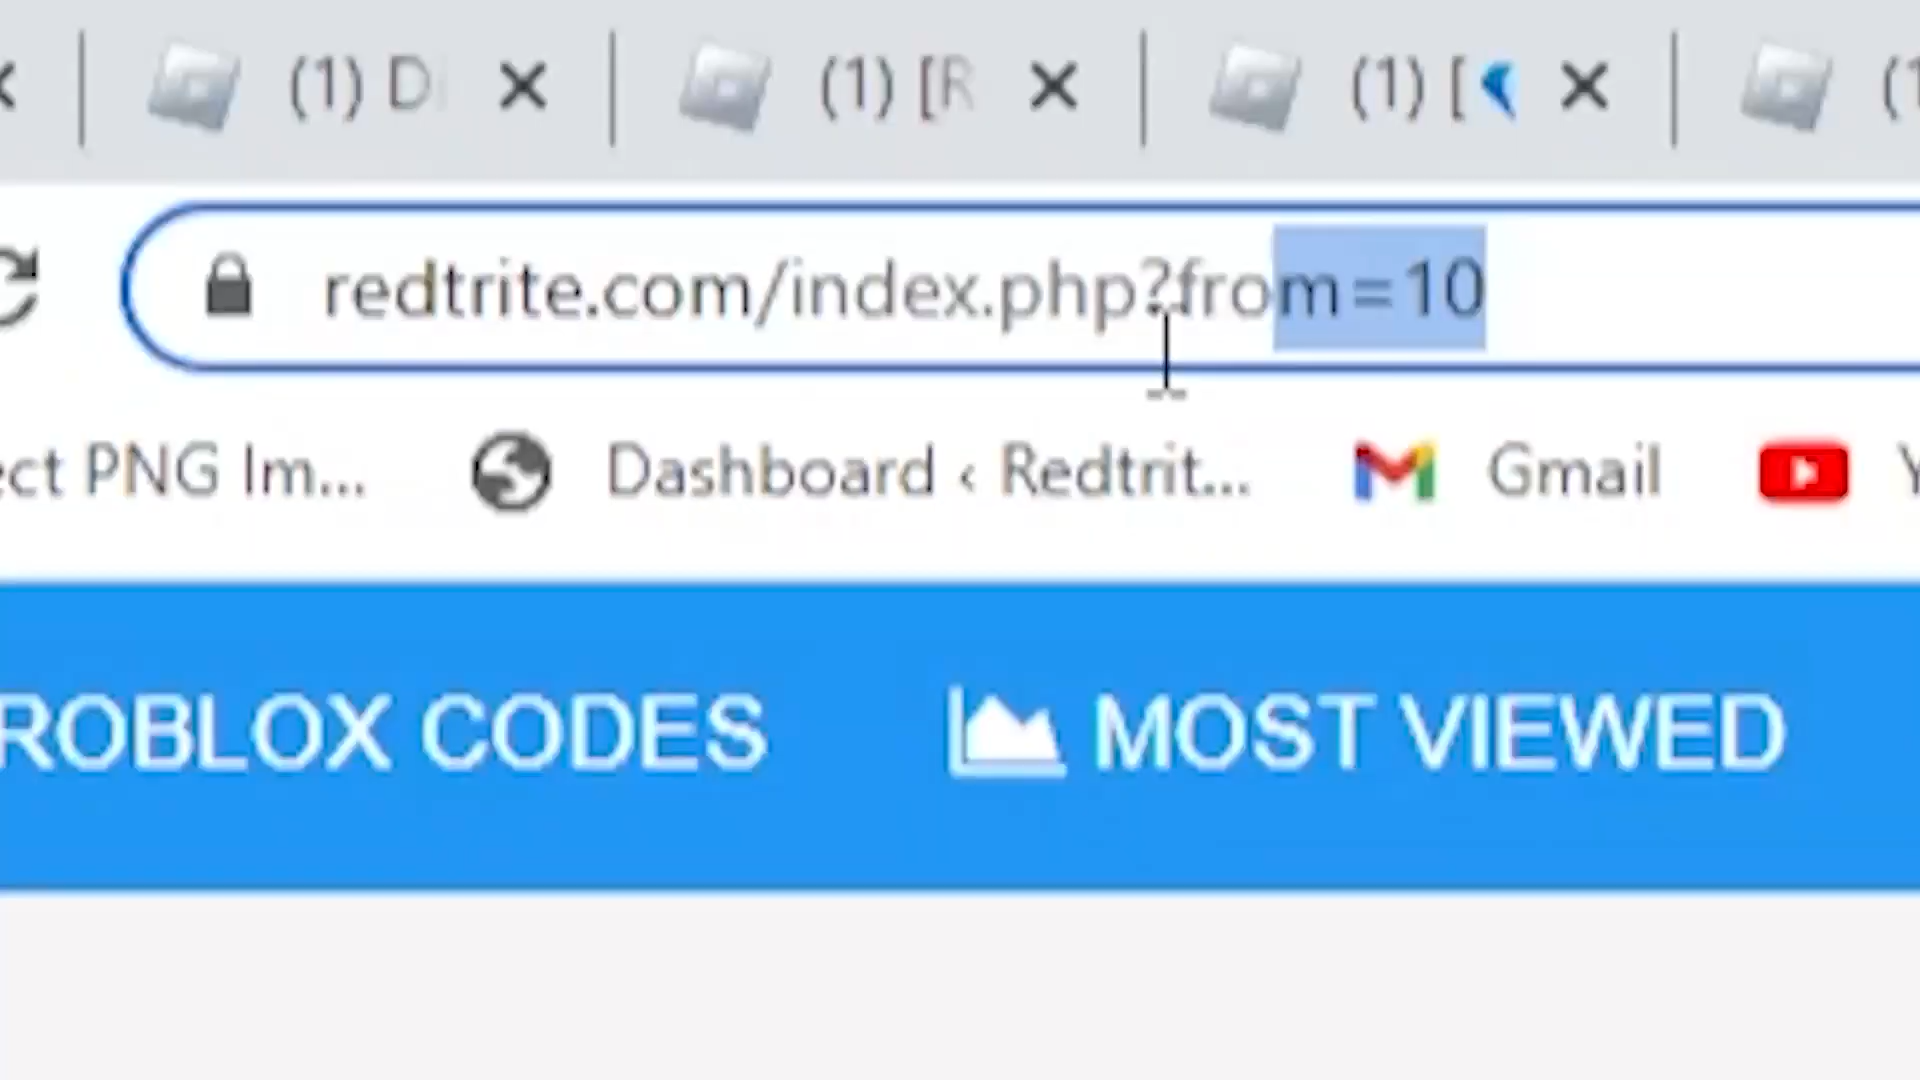 (1) D (1) [R (1) [ (1
redtrite.com/index.php?from=10
ect PNG Im... Dashboard ‹ Redtrit... Gmail Y
ROBLOX CODES MOST VIEWED